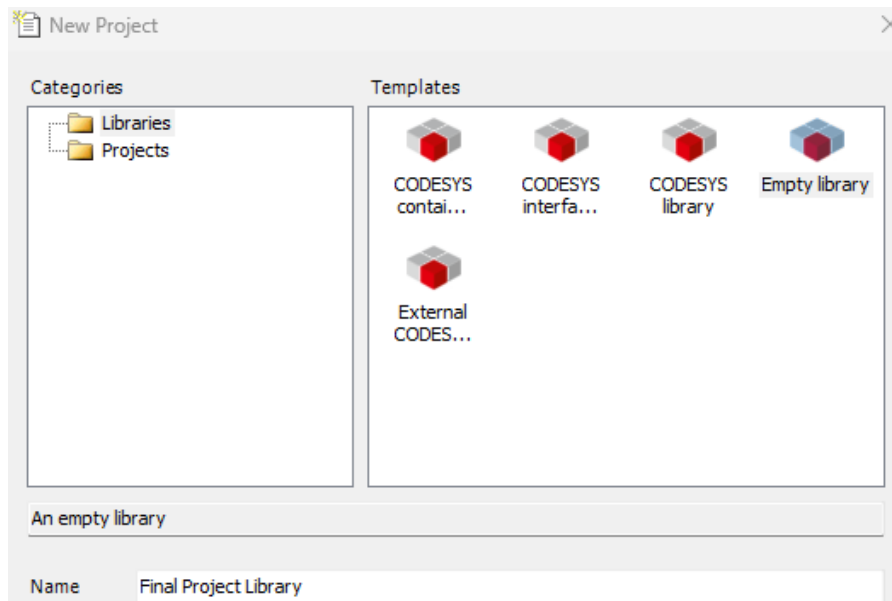 New Project
Categories
Libraries
Projects
Templates
CODESYS
contai...
CODESYS
interfa...
CODESYS
library
Empty library
External
CODES...
An empty library
Name Final Project Library